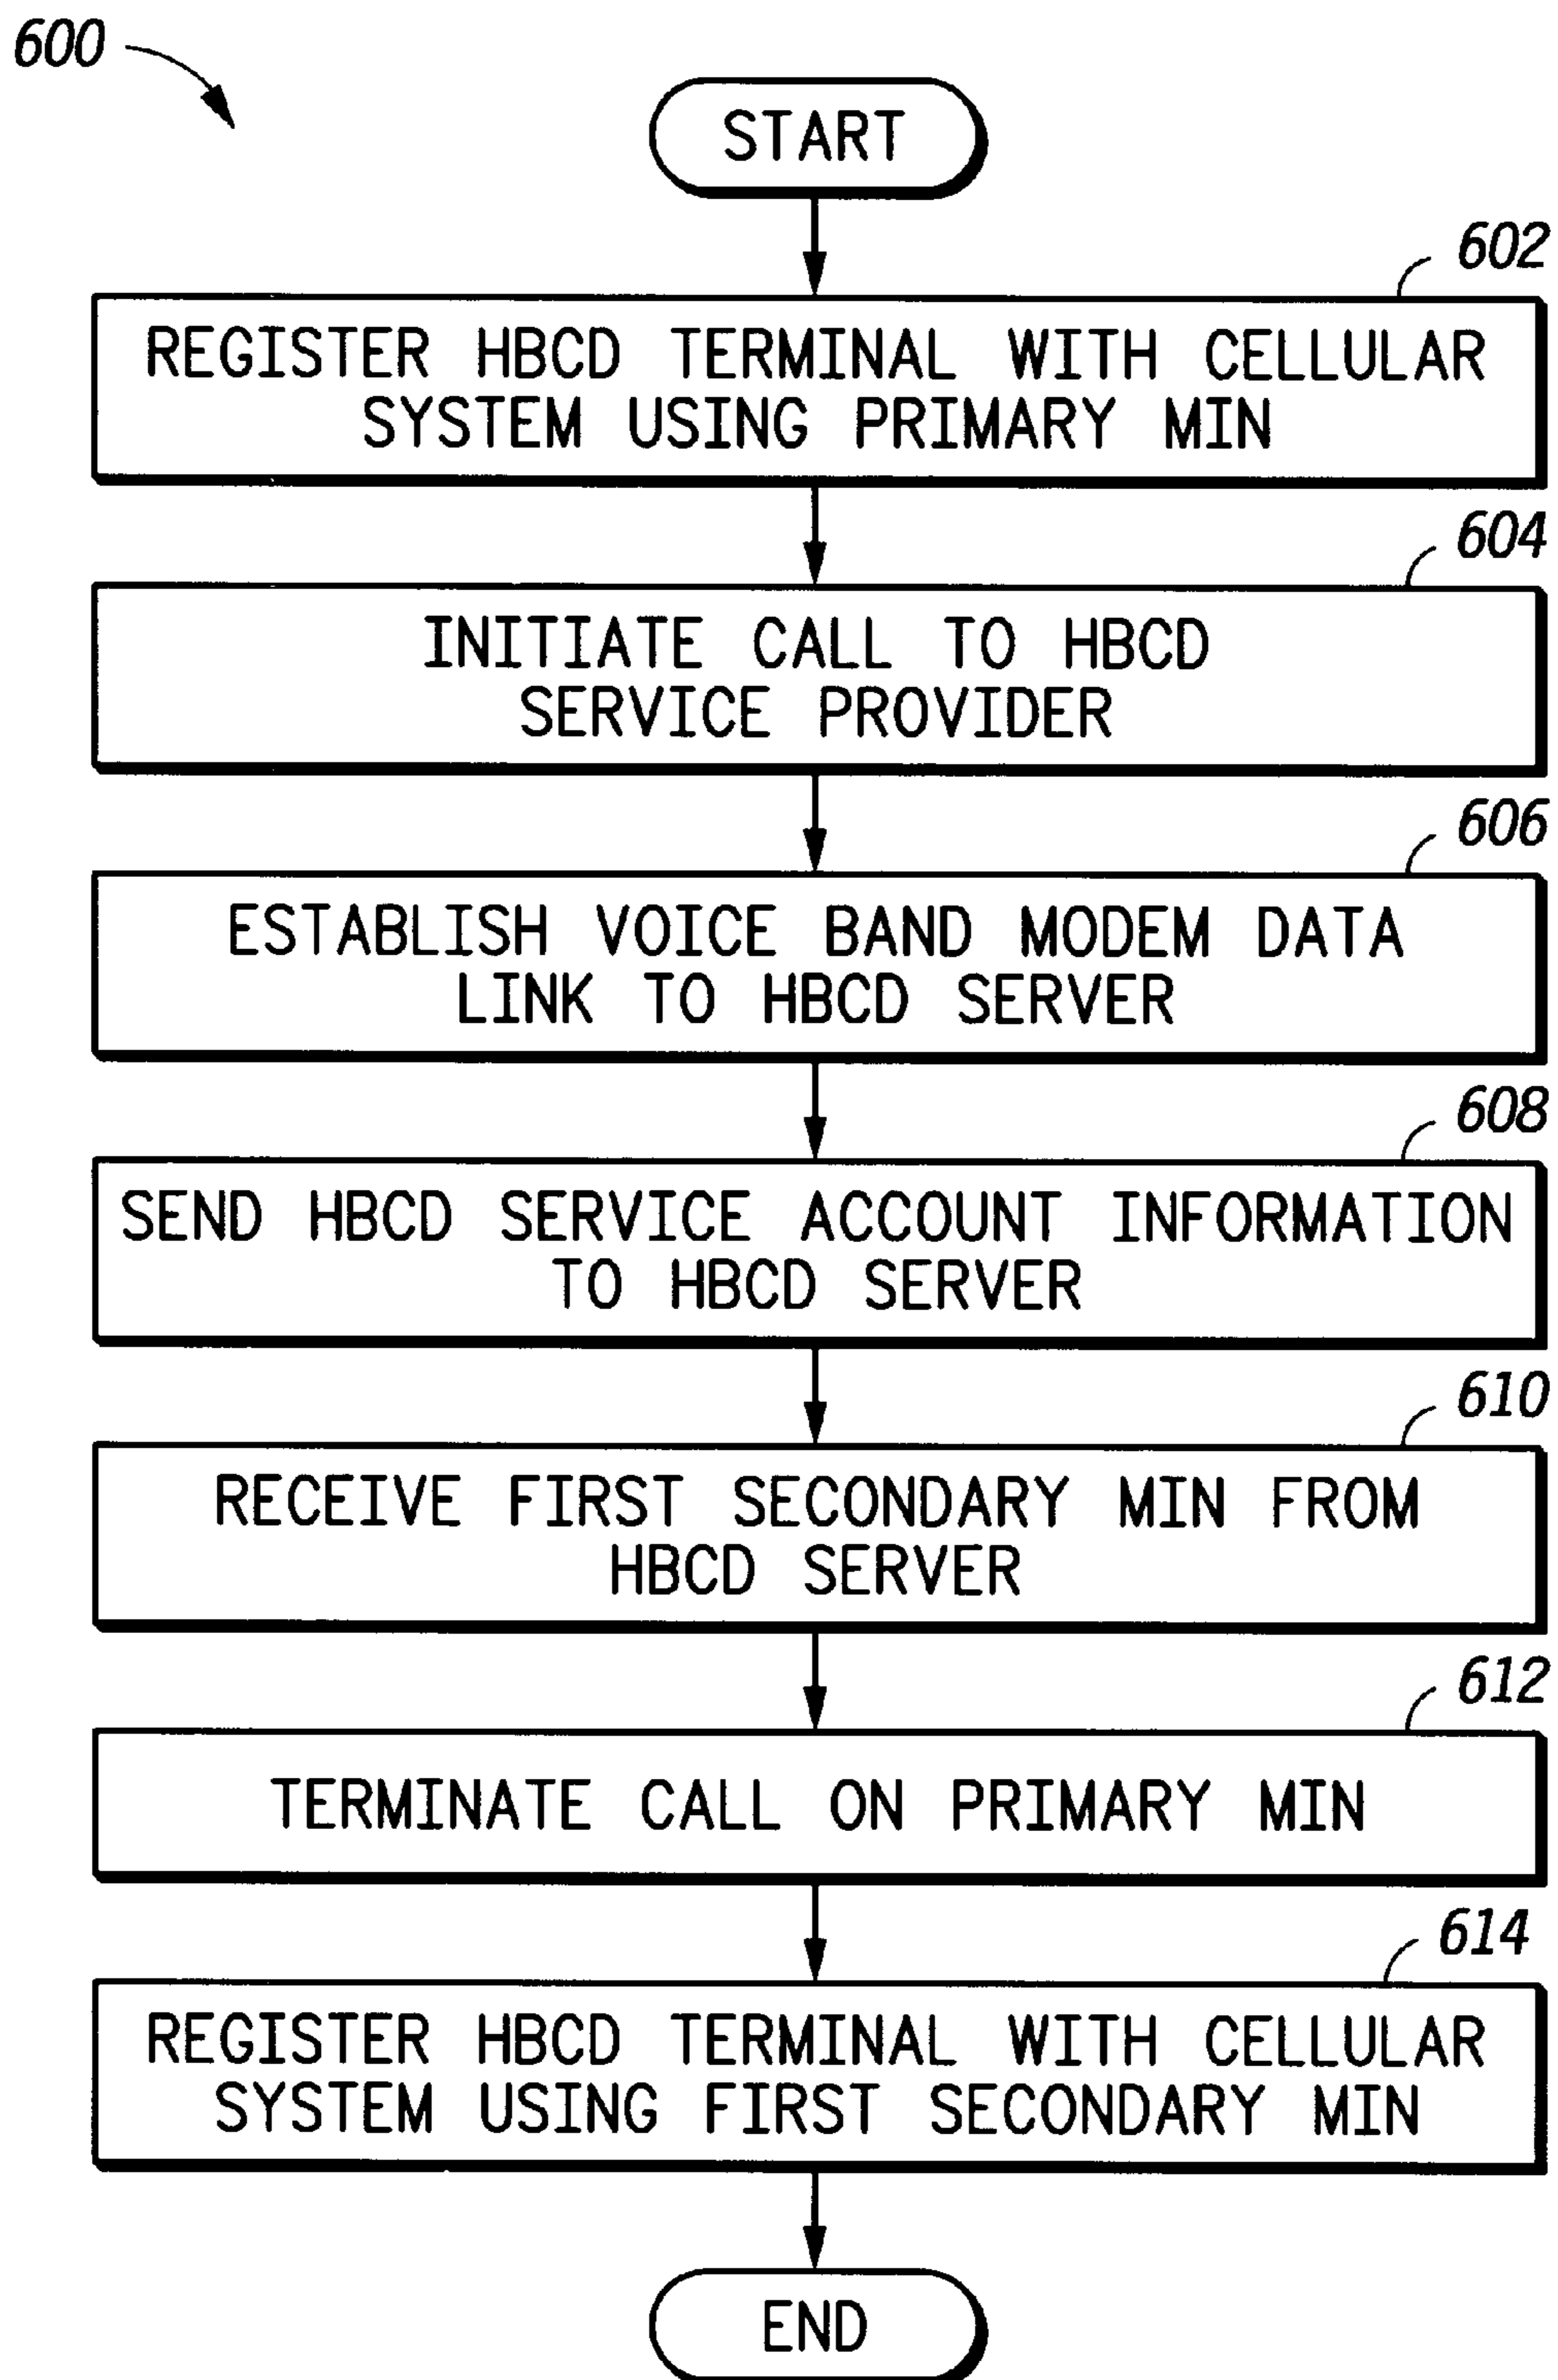 600
START
602
REGISTER HBCD TERMINAL WITH CELLULAR
SYSTEM USING PRIMARY MIN
604
INITIATE CALL TO HBCD
SERVICE PROVIDER
606
ESTABLISH VOICE BAND MODEM DATA
LINK TO HBCD SERVER
608
SEND HBCD SERVICE ACCOUNT INFORMATION
TO HBCD SERVER
610
RECEIVE FIRST SECONDARY MIN FROM
HBCD SERVER
612
TERMINATE CALL ON PRIMARY MIN
614
REGISTER HBCD TERMINAL WITH CELLULAR
SYSTEM USING FIRST SECONDARY MIN
END